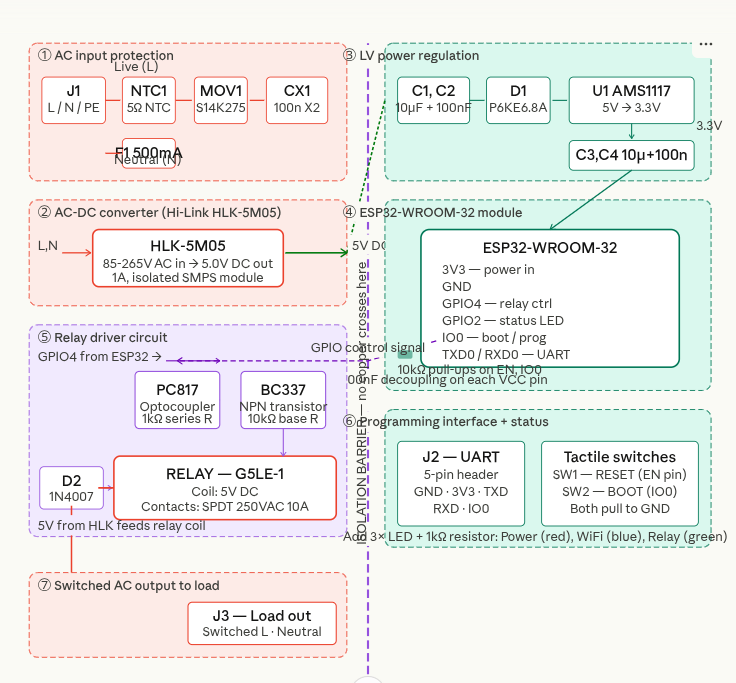 ① AC input protection
Live (L)
J1
L / N / PE
NTC1
5Ω NTC
MOV1
S14K275
CX1
100n X2
F1 500mA
Neutral (N)
② AC-DC converter (Hi-Link HLK-5M05)
L,N
HLK-5M05
85-265V AC in → 5.0V DC out
1A, isolated SMPS module
5V DC
③ LV power regulation
C1, C2
10μF + 100nF
D1
P6KE6.8A
U1 AMS1117
5V → 3.3V
3.3V
C3,C4 10μ+100n
④ ESP32-WROOM-32 module
ESP32-WROOM-32
3V3 — power in
GND
GPIO4 — relay ctrl
GPIO2 — status LED
IO0 — boot / prog
TXD0 / RXD0 — UART
10kΩ pull-ups on EN, IO0
00nF decoupling on each VCC pin
⑤ Relay driver circuit
GPIO4 from ESP32 →
GPIO control signal
PC817
Optocoupler
1kΩ series R
BC337
NPN transistor
10kΩ base R
D2
1N4007
RELAY — G5LE-1
Coil: 5V DC
Contacts: SPDT 250VAC 10A
5V from HLK feeds relay coil
ISOLATION BARRIER — no copper crosses here
⑥ Programming interface + status
J2 — UART
5-pin header
GND · 3V3 · TXD
RXD · IO0
Tactile switches
SW1 — RESET (EN pin)
SW2 — BOOT (IO0)
Both pull to GND
Add 3× LED + 1kΩ resistor: Power (red), WiFi (blue), Relay (green)
⑦ Switched AC output to load
J3 — Load out
Switched L · Neutral